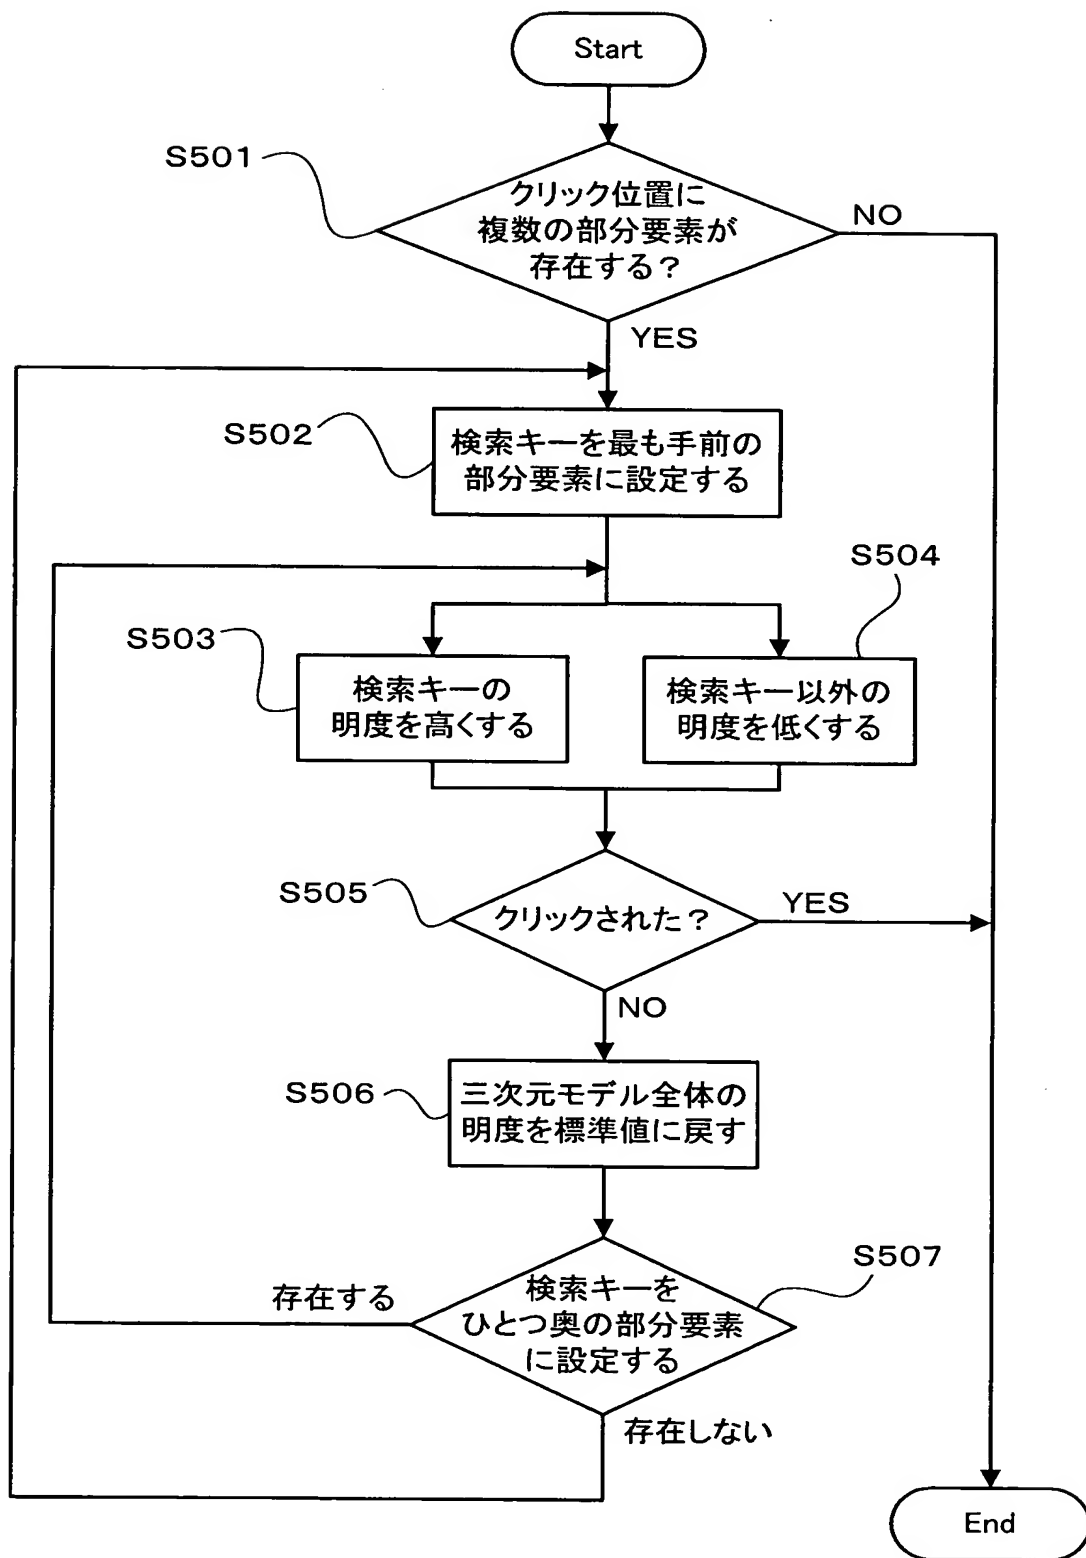 Start
S501
クリック位置に
複数の部分要素が
存在する？
NO
YES
S502
検索キーを最も手前の
部分要素に設定する
S504
S503
検索キーの
明度を高くする
検索キー以外の
明度を低くする
S505
クリックされた？
YES
NO
S506
三次元モデル全体の
明度を標準値に戻す
S507
存在する
検索キーを
ひとつ奥の部分要素
に設定する
存在しない
End